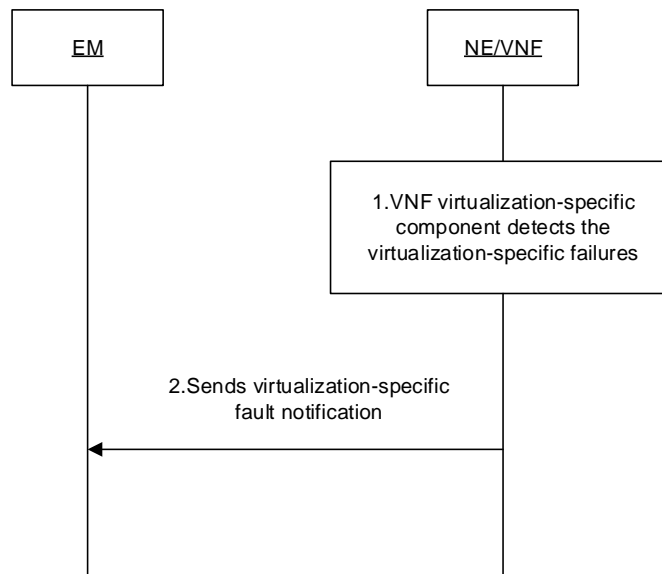 EM
NE/VNF
1.VNF virtualization-specific
component detects the
virtualization-specific failures
2.Sends virtualization-specific
fault notification